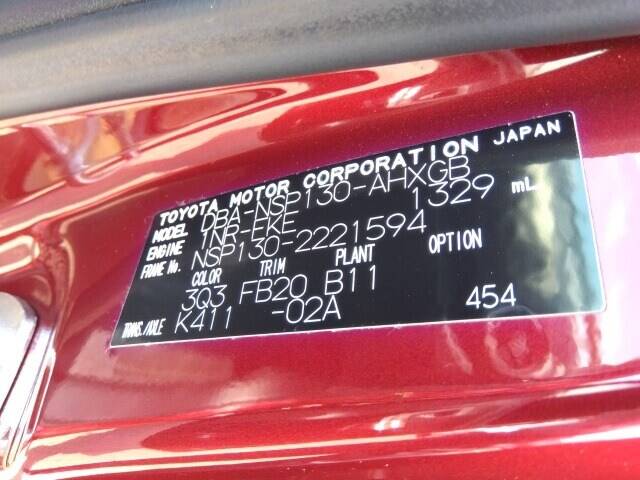 TOYOTA MOTOR CORPORATION JAPAN
MODEL DBA-NSP130-AHXGB
ENGINE 1NR-FKE 1329 mL
FRAME No. NSP130-2221594
COLOR TRIM PLANT OPTION
3Q3 FB20 B11
TRANS./AXLE K411 -02A 454